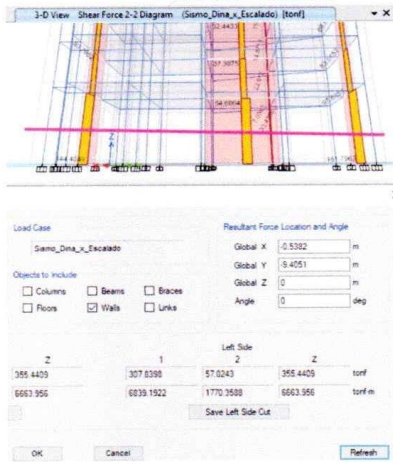 3-D View Shear Force 2-2 Diagram (Sismo_Dina_x_Escalado) [tonf]
Load Case
Sismo_Dina_x_Escalado
Objects to Include
Columns Beams Braces
Floors Walls Links
Resultant Force Location and Angle
Global X -0.5382 m
Global Y -9.4051 m
Global Z 0 m
Angle 0 deg
Left Side
Z 1 2 Z
355.4409 307.8398 57.0243 355.4409 tonf
6663.956 6839.1922 1770.3588 6663.956 tonf-m
Save Left Side Cut
OK Cancel Refresh